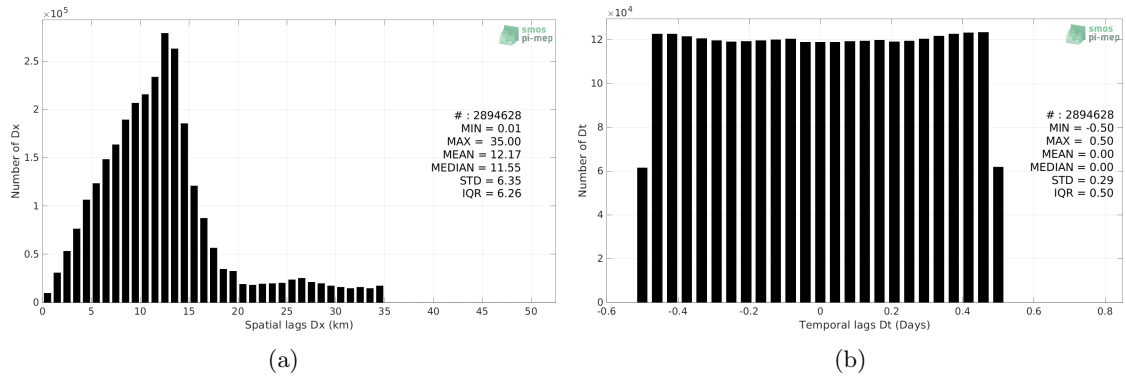 ×10⁵
2.5
2
1.5
1
0.5
0
0 5 10 15 20 25 30 35 40 45 50
Number of Dx
Spatial lags Dx (km)
smos
pi-mep
# : 2894628
MIN = 0.01
MAX = 35.00
MEAN = 12.17
MEDIAN = 11.55
STD = 6.35
IQR = 6.26
(a)
×10⁴
12
10
8
6
4
2
0
-0.6 -0.4 -0.2 0 0.2 0.4 0.6 0.8
Number of Dt
Temporal lags Dt (Days)
smos
pi-mep
# : 2894628
MIN = -0.50
MAX = 0.50
MEAN = 0.00
MEDIAN = 0.00
STD = 0.29
IQR = 0.50
(b)